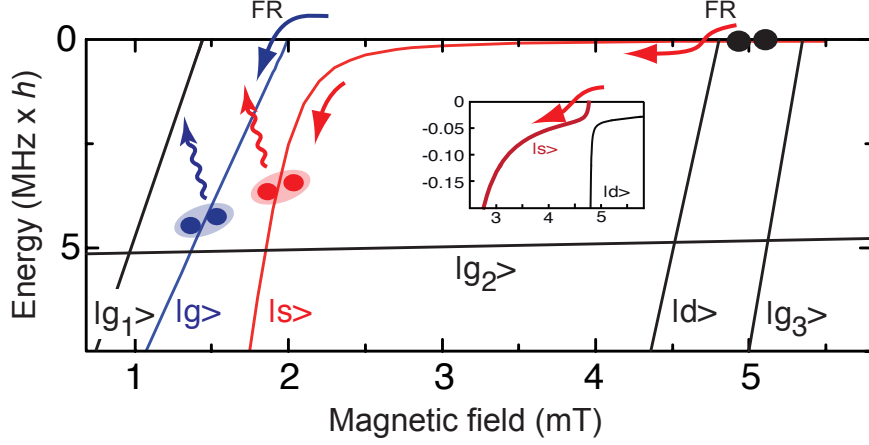 FR
FR
0
5
Energy (MHz x h)
|g₁>
|g>
|s>
|g₂>
|d>
|g₃>
0
-0.05
-0.10
-0.15
|s>
|d>
3
4
5
1
2
3
4
5
Magnetic field (mT)